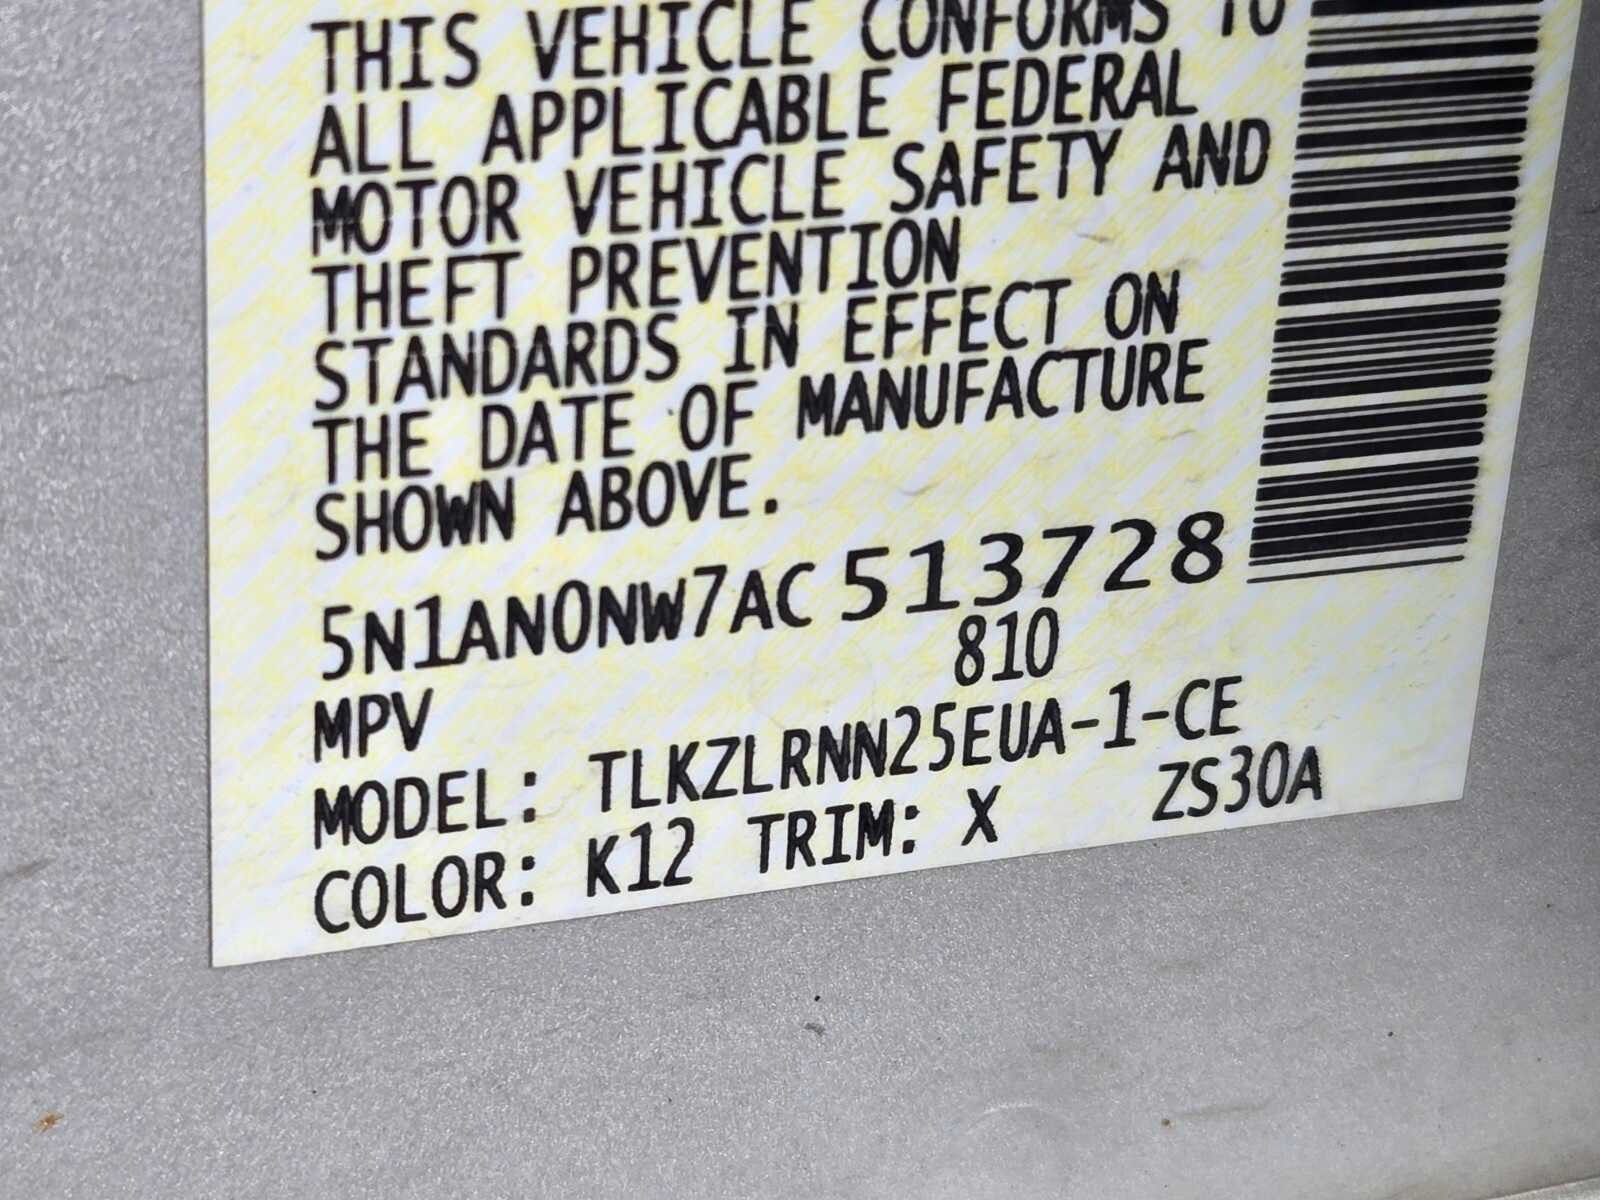 THIS VEHICLE CONFORMS TO
ALL APPLICABLE FEDERAL
MOTOR VEHICLE SAFETY AND
THEFT PREVENTION
STANDARDS IN EFFECT ON
THE DATE OF MANUFACTURE
SHOWN ABOVE.
5N1AN0NW7AC513728
MPV 810
MODEL: TLKZLRNN25EUA-1-CE
COLOR: K12 TRIM: X ZS30A